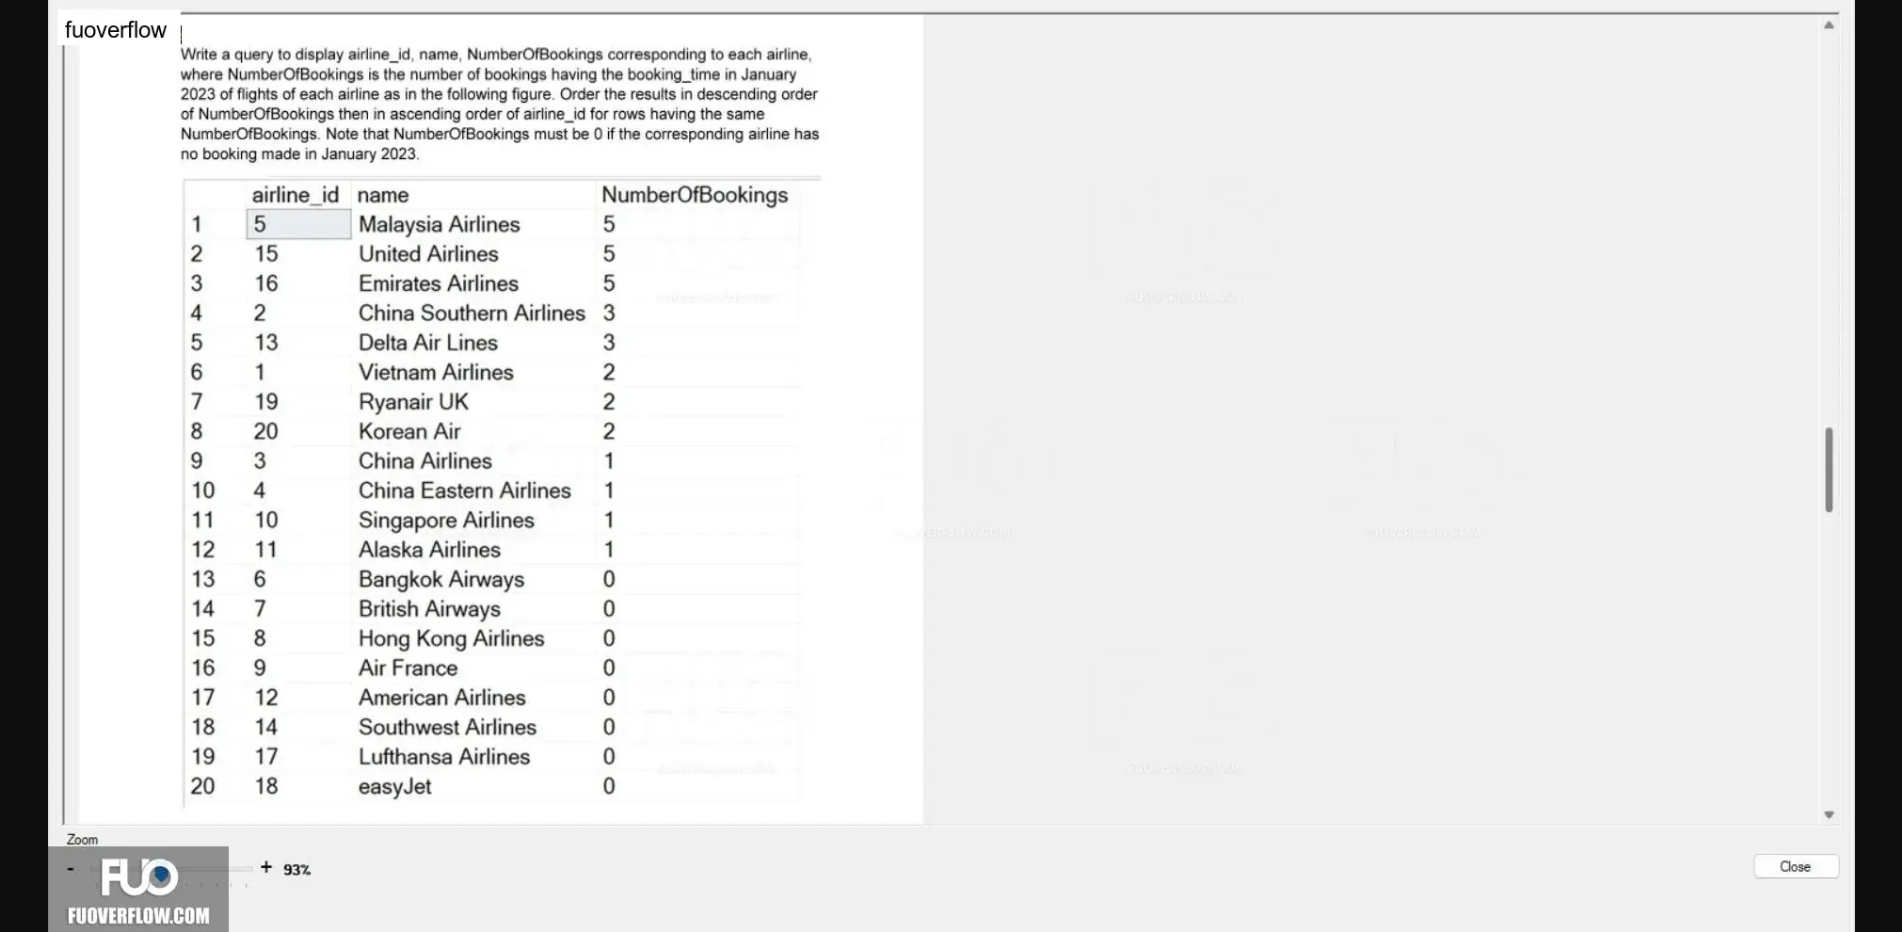 fuoverflow
Write a query to display airline_id, name, NumberOfBookings corresponding to each airline,
where NumberOfBookings is the number of bookings having the booking_time in January
2023 of flights of each airline as in the following figure. Order the results in descending order
of NumberOfBookings then in ascending order of airline_id for rows having the same
NumberOfBookings. Note that NumberOfBookings must be 0 if the corresponding airline has
no booking made in January 2023.
airline_id name NumberOfBookings
1 5 Malaysia Airlines 5
2 15 United Airlines 5
3 16 Emirates Airlines 5
4 2 China Southern Airlines 3
5 13 Delta Air Lines 3
6 1 Vietnam Airlines 2
7 19 Ryanair UK 2
8 20 Korean Air 2
9 3 China Airlines 1
10 4 China Eastern Airlines 1
11 10 Singapore Airlines 1
12 11 Alaska Airlines 1
13 6 Bangkok Airways 0
14 7 British Airways 0
15 8 Hong Kong Airlines 0
16 9 Air France 0
17 12 American Airlines 0
18 14 Southwest Airlines 0
19 17 Lufthansa Airlines 0
20 18 easyJet 0
Zoom
- + 93%
Close
FUO
FUOVERFLOW.COM